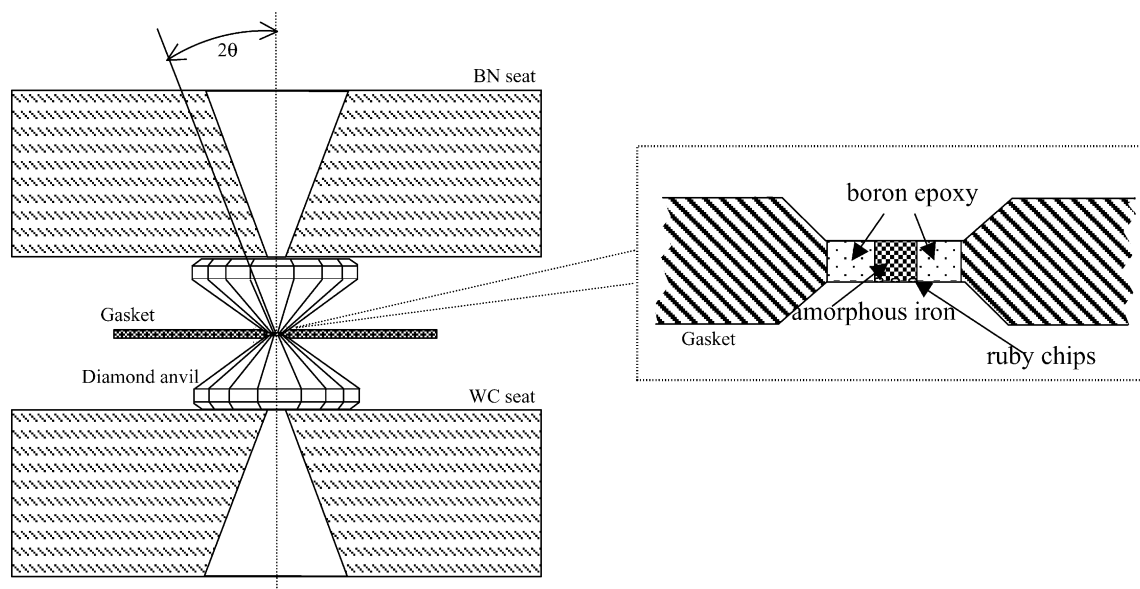 2θ
BN seat
Gasket
Diamond anvil
WC seat
boron epoxy
amorphous iron
Gasket
ruby chips